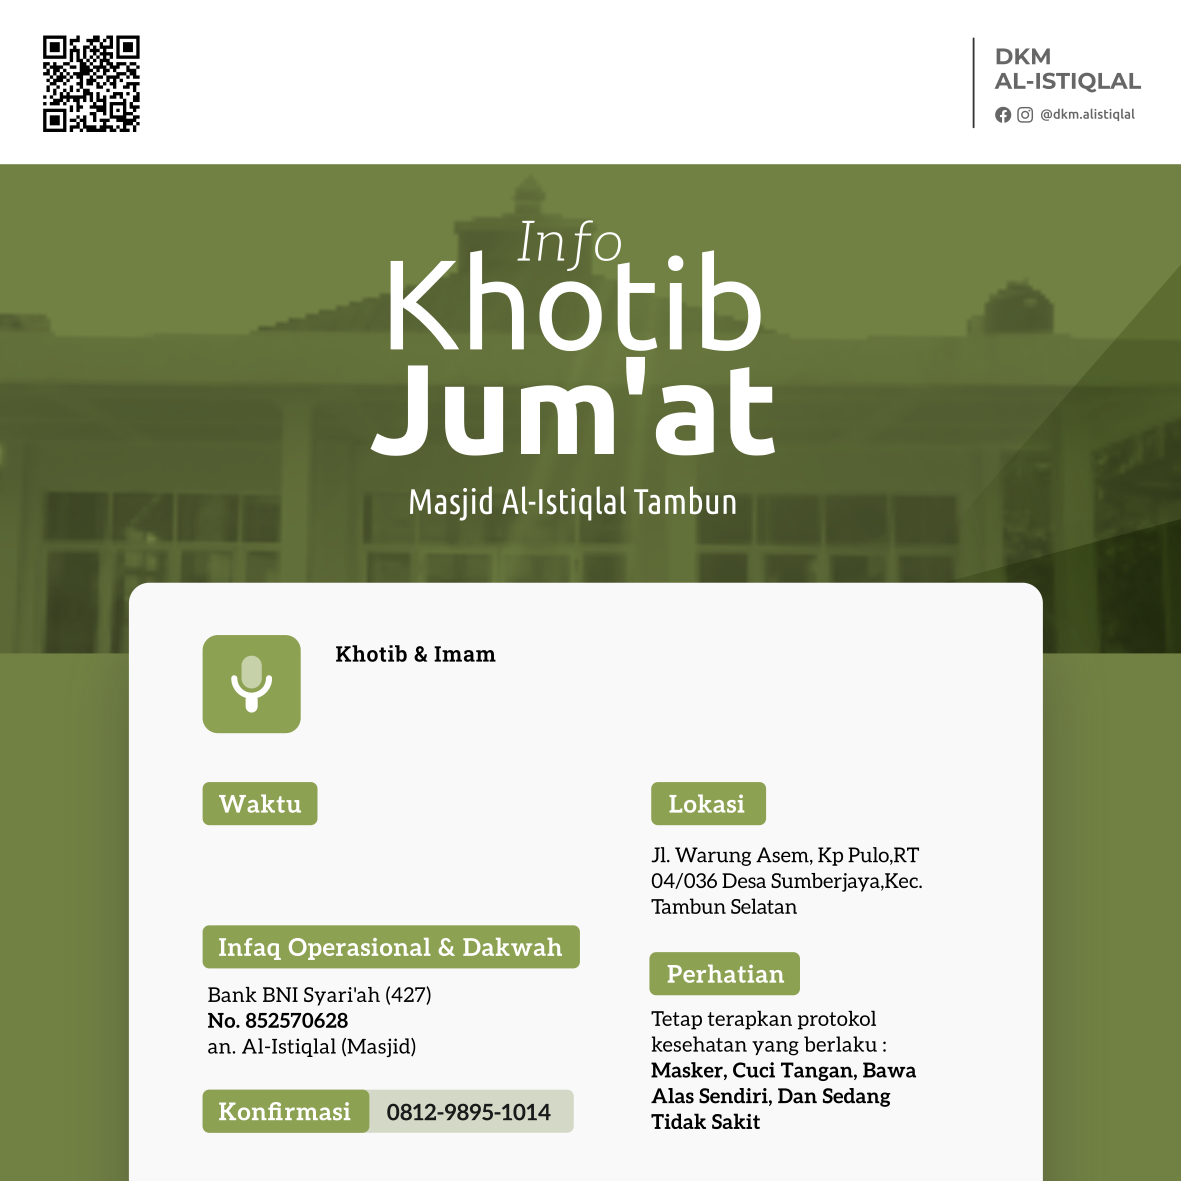 DKM
AL-ISTIQLAL
@dkm.alistiqlal
Info
Khotib
Jum'at
Masjid Al-Istiqlal Tambun
Khotib & Imam
Waktu
Lokasi
Jl. Warung Asem, Kp Pulo,RT
04/036 Desa Sumberjaya,Kec.
Tambun Selatan
Infaq Operasional & Dakwah
Bank BNI Syari'ah (427)
No. 852570628
an. Al-Istiqlal (Masjid)
Konfirmasi 0812-9895-1014
Perhatian
Tetap terapkan protokol
kesehatan yang berlaku :
Masker, Cuci Tangan, Bawa
Alas Sendiri, Dan Sedang
Tidak Sakit